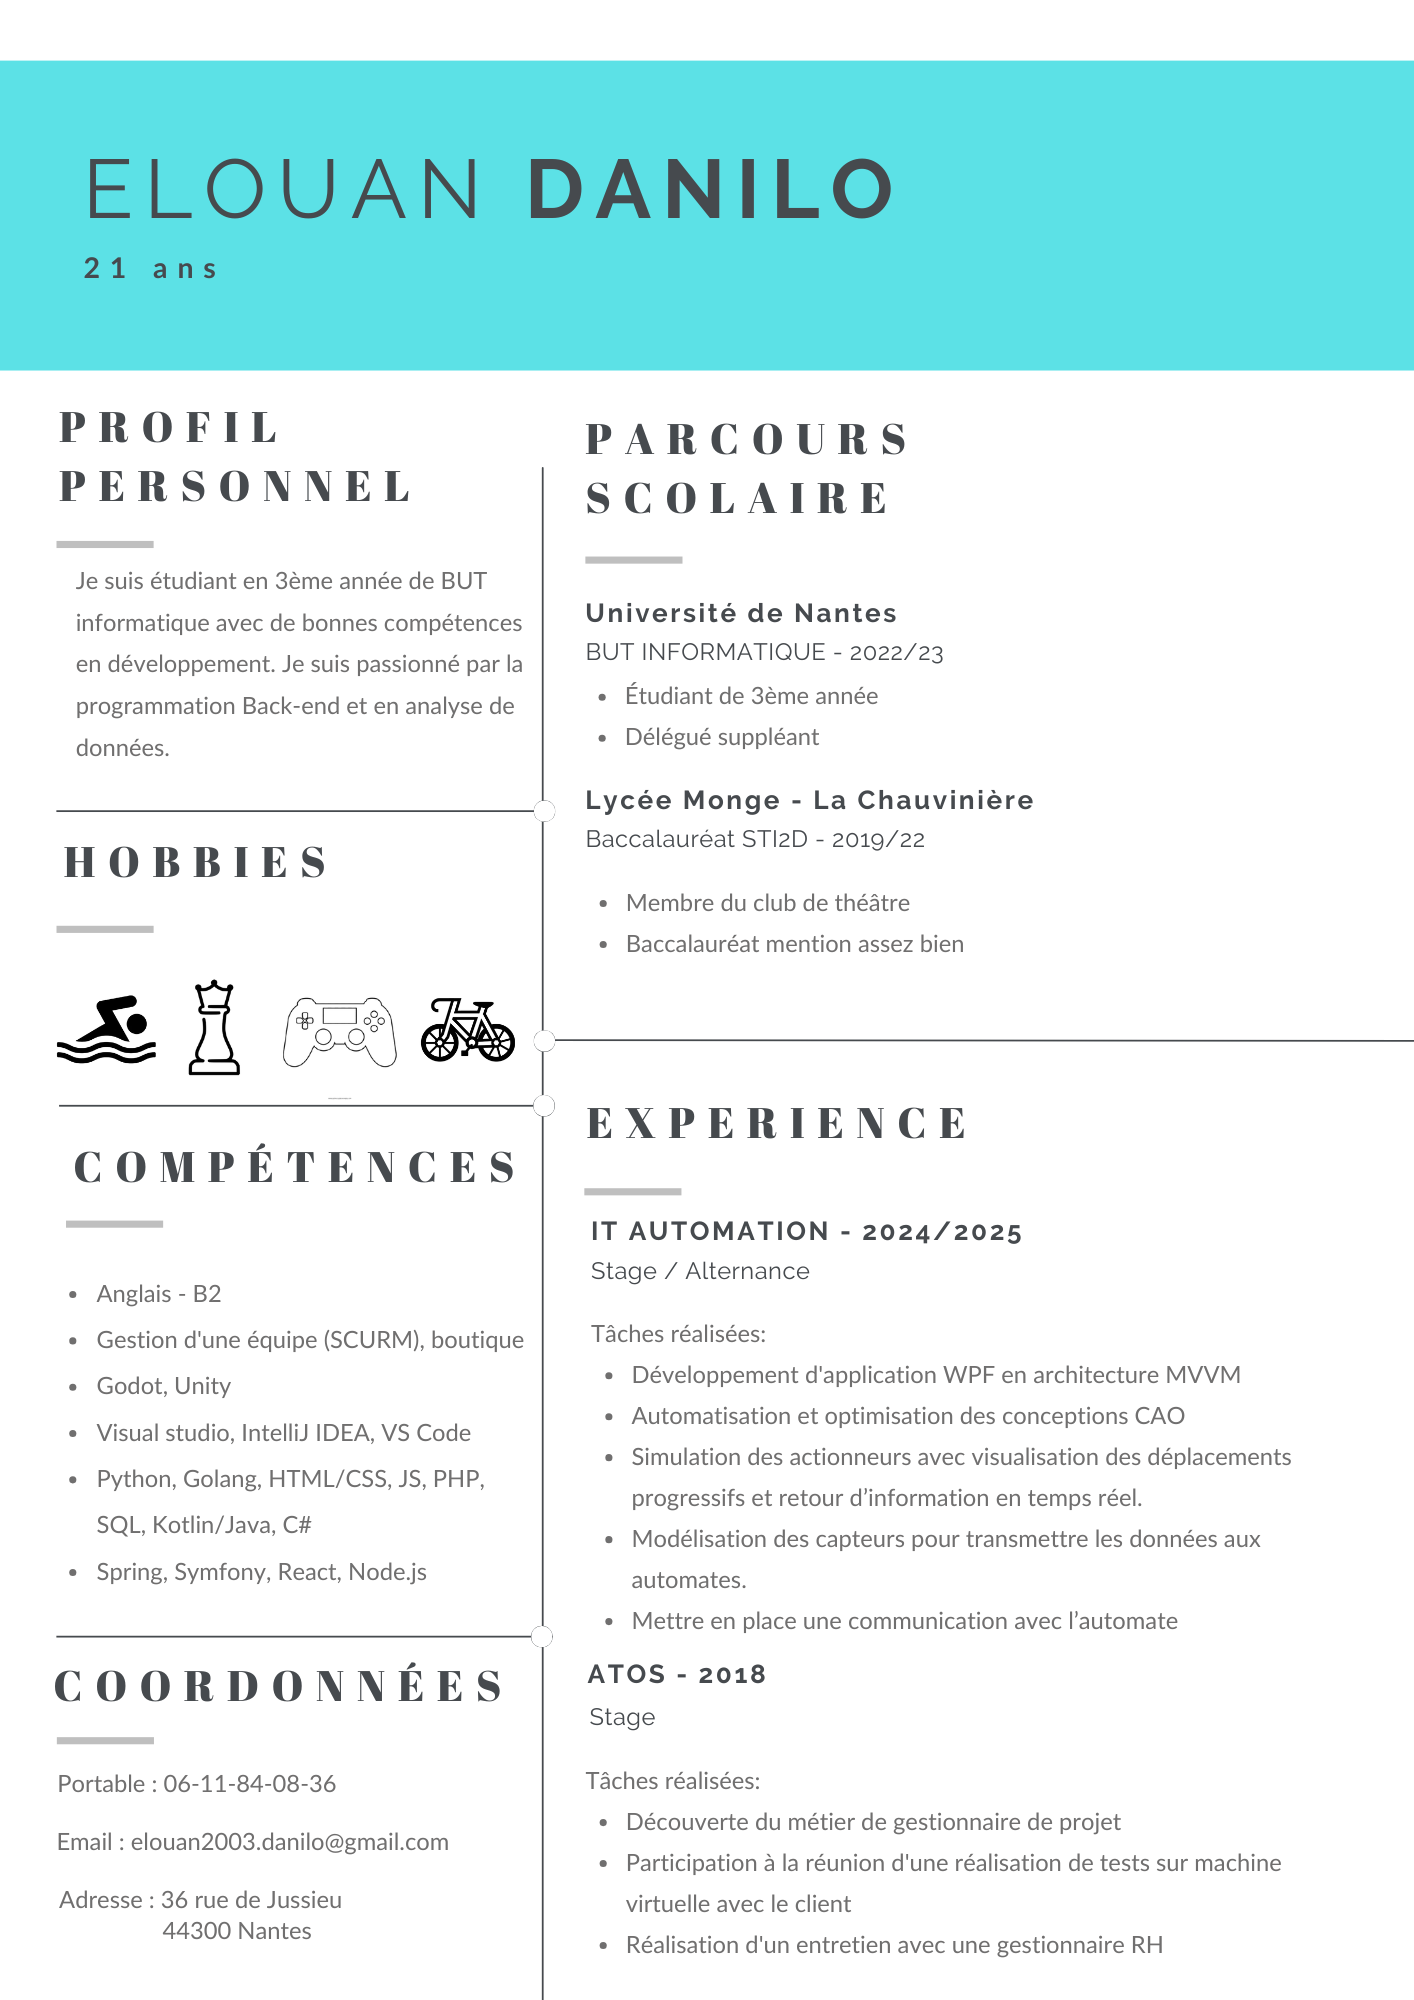 ELOUAN DANILO
21 ans
PROFIL
PERSONNEL
Je suis étudiant en 3ème année de BUT
informatique avec de bonnes compétences
en développement. Je suis passionné par la
programmation Back-end et en analyse de
données.
HOBBIES
COMPÉTENCES
• Anglais - B2
• Gestion d'une équipe (SCURM), boutique
• Godot, Unity
• Visual studio, IntelliJ IDEA, VS Code
• Python, Golang, HTML/CSS, JS, PHP,
SQL, Kotlin/Java, C#
• Spring, Symfony, React, Node.js
COORDONNÉES
Portable : 06-11-84-08-36
Email : elouan2003.danilo@gmail.com
Adresse : 36 rue de Jussieu
44300 Nantes
PARCOURS
SCOLAIRE
Université de Nantes
BUT INFORMATIQUE - 2022/23
• Étudiant de 3ème année
• Délégué suppléant
Lycée Monge - La Chauvinière
Baccalauréat STI2D - 2019/22
• Membre du club de théâtre
• Baccalauréat mention assez bien
EXPERIENCE
IT AUTOMATION - 2024/2025
Stage / Alternance
Tâches réalisées:
• Développement d'application WPF en architecture MVVM
• Automatisation et optimisation des conceptions CAO
• Simulation des actionneurs avec visualisation des déplacements
progressifs et retour d’information en temps réel.
• Modélisation des capteurs pour transmettre les données aux
automates.
• Mettre en place une communication avec l’automate
ATOS - 2018
Stage
Tâches réalisées:
• Découverte du métier de gestionnaire de projet
• Participation à la réunion d'une réalisation de tests sur machine
virtuelle avec le client
• Réalisation d'un entretien avec une gestionnaire RH